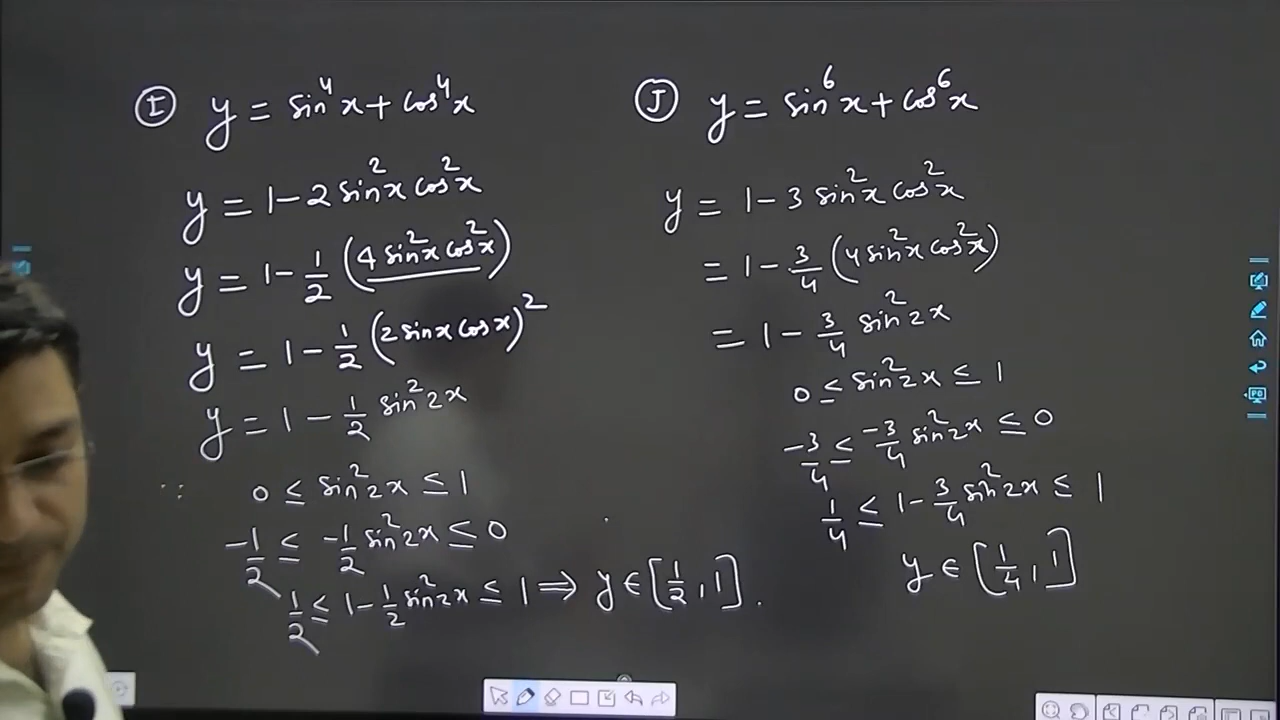 Ⓘ y = sin⁴x + cos⁴x
y = 1 - 2 sin²x cos²x
y = 1 - 1/2 (4 sin²x cos²x)
y = 1 - 1/2 (2 sinx cosx)²
y = 1 - 1/2 sin²2x
∵ 0 ≤ sin²2x ≤ 1
-1/2 ≤ -1/2 sin²2x ≤ 0
1/2 ≤ 1 - 1/2 sin²2x ≤ 1 ⇒ y ∈ [1/2, 1].
Ⓙ y = sin⁶x + cos⁶x
y = 1 - 3 sin²x cos²x
= 1 - 3/4 (4 sin²x cos²x)
= 1 - 3/4 sin²2x
0 ≤ sin²2x ≤ 1
-3/4 ≤ -3/4 sin²2x ≤ 0
1/4 ≤ 1 - 3/4 sin²2x ≤ 1
y ∈ [1/4, 1]